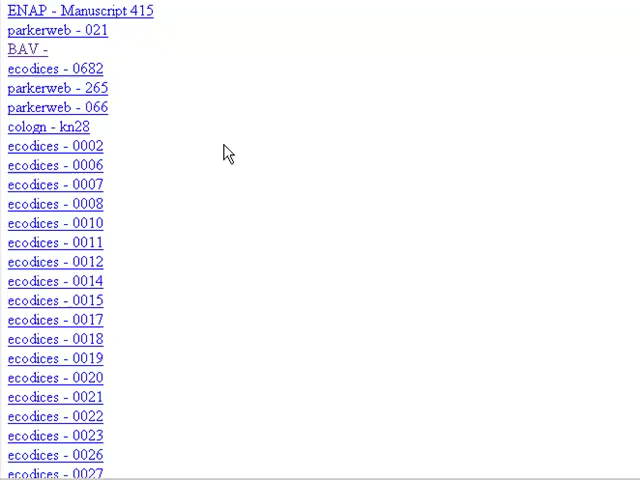 ENAP - Manuscript 415
parkerweb - 021
BAV -
ecodices - 0682
parkerweb - 265
parkerweb - 066
cologn - kn28
ecodices - 0002
ecodices - 0006
ecodices - 0007
ecodices - 0008
ecodices - 0010
ecodices - 0011
ecodices - 0012
ecodices - 0014
ecodices - 0015
ecodices - 0017
ecodices - 0018
ecodices - 0019
ecodices - 0020
ecodices - 0021
ecodices - 0022
ecodices - 0023
ecodices - 0026
ecodices - 0027